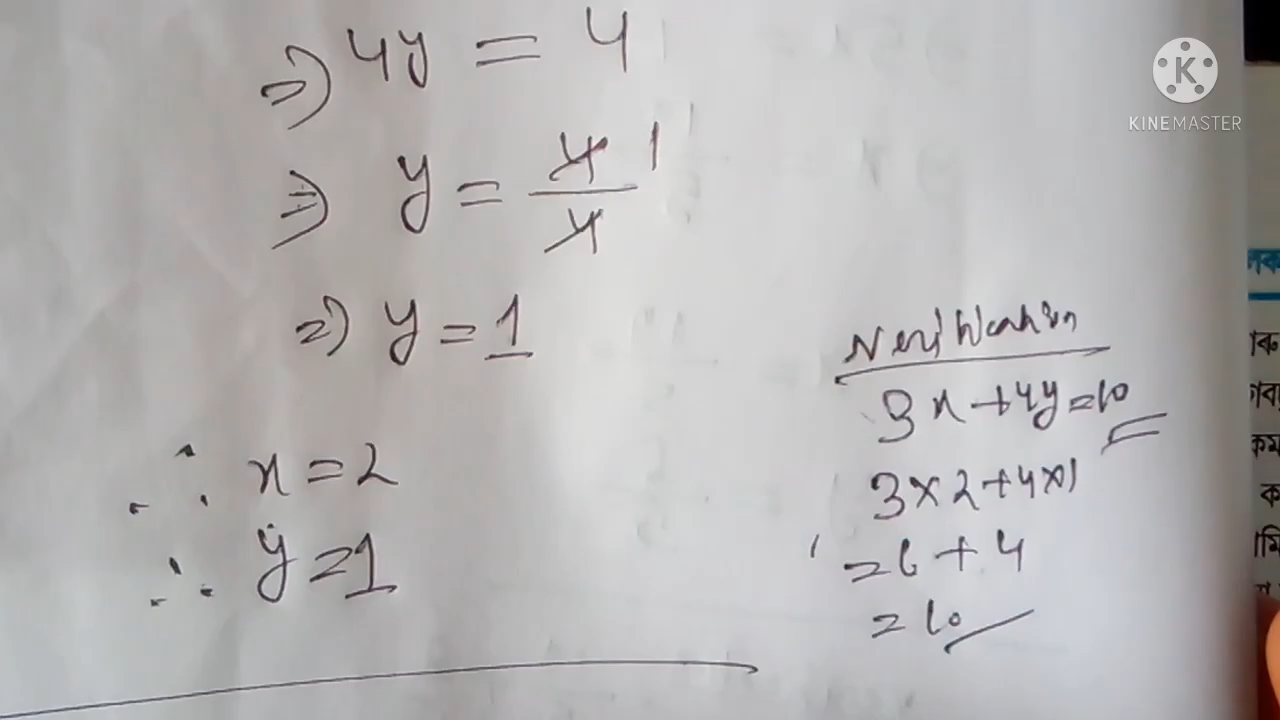 ⇒ 4y = 4
⇒ y = 4/4 1
⇒ y = 1
∴ x = 2
∴ y = 1
Verification
3x + 4y = 10
3 × 2 + 4 × 1
= 6 + 4
= 10
K
KINEMASTER